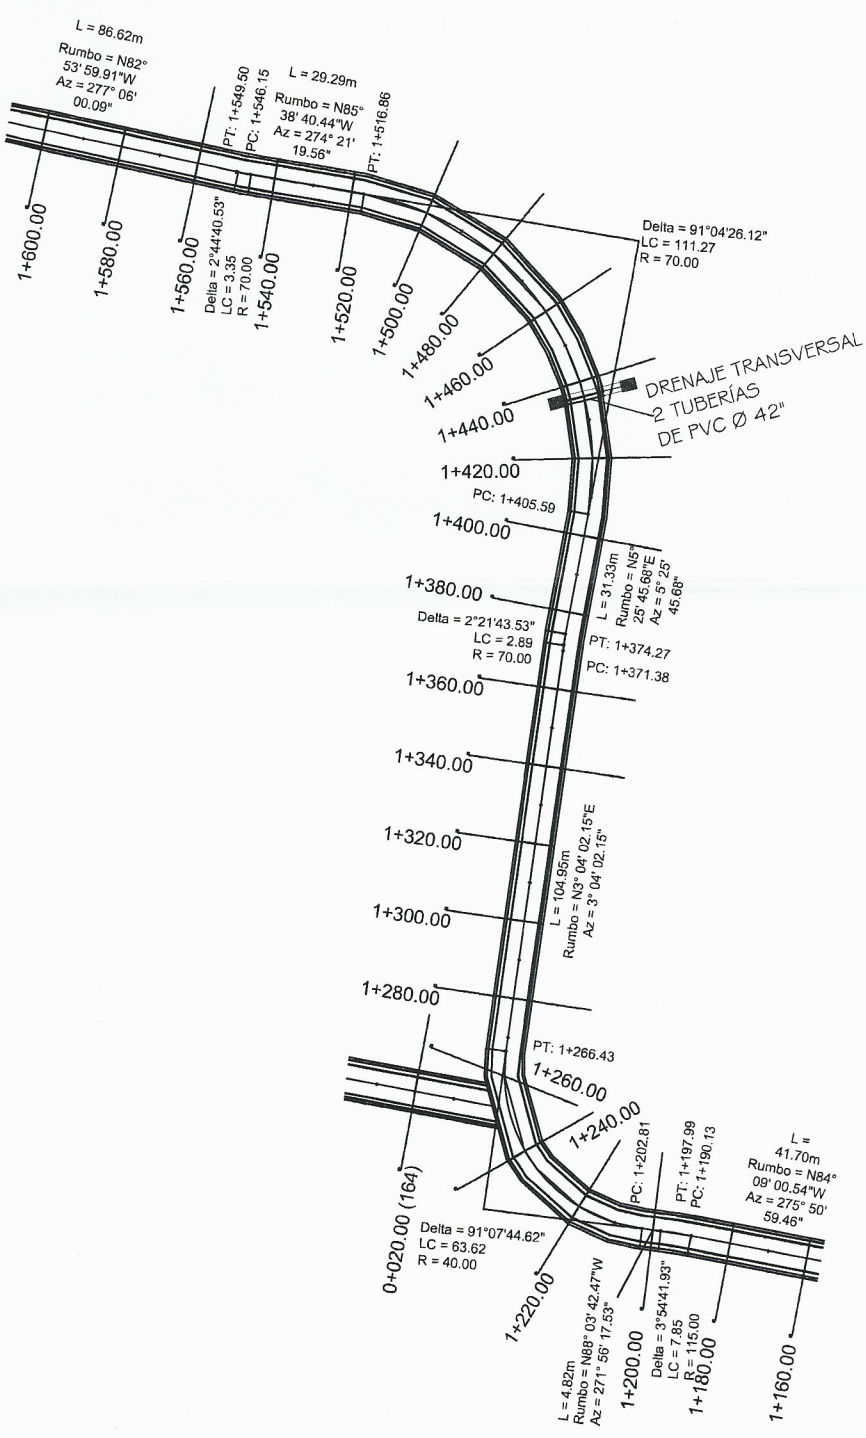 L = 86.62m
Rumbo = N82°
53' 59.91"W
Az = 277° 06'
00.09"
PT: 1+549.50
PC: 1+546.15
L = 29.29m
Rumbo = N85°
38' 40.44"W
Az = 274° 21'
19.56"
PT: 1+516.86
1+600.00
1+580.00
1+560.00
Delta = 2°44'40.53"
LC = 3.35
R = 70.00
1+540.00
1+520.00
1+500.00
1+480.00
1+460.00
1+440.00
1+420.00
Delta = 91°04'26.12"
LC = 111.27
R = 70.00
DRENAJE TRANSVERSAL
2 TUBERÍAS
DE PVC Ø 42"
PC: 1+405.59
1+400.00
1+380.00
L = 31.33m
Rumbo = N5°
25' 45.68"E
Az = 5° 25'
45.68"
Delta = 2°21'43.53"
LC = 2.89
R = 70.00
PT: 1+374.27
PC: 1+371.38
1+360.00
1+340.00
1+320.00
L = 104.95m
Rumbo = N3° 04' 02.15"E
Az = 3° 04' 02.15"
1+300.00
1+280.00
PT: 1+266.43
1+260.00
1+240.00
0+020.00 (164)
Delta = 91°07'44.62"
LC = 63.62
R = 40.00
1+220.00
PC: 1+202.81
PT: 1+197.99
PC: 1+190.13
L =
41.70m
Rumbo = N84°
09' 00.54"W
Az = 275° 50'
59.46"
L = 4.82m
Rumbo = N88° 03' 42.47"W
Az = 271° 56' 17.53"
1+200.00
Delta = 3°54'41.93"
LC = 7.85
R = 115.00
1+180.00
1+160.00